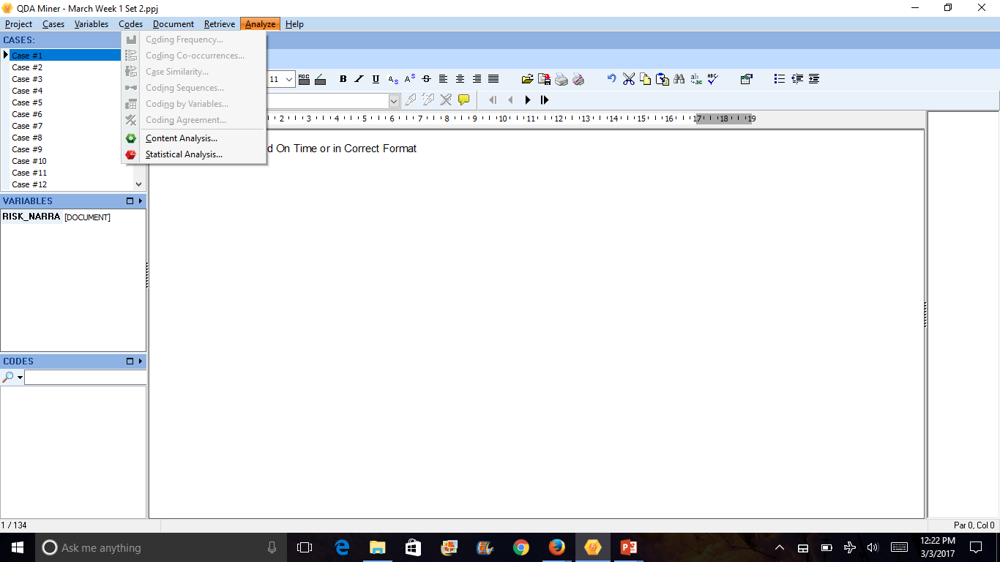 QDA Miner - March Week 1 Set 2.ppj
Project Cases Variables Codes Document Retrieve Analyze Help
CASES:
Case #1
Case #2
Case #3
Case #4
Case #5
Case #6
Case #7
Case #8
Case #9
Case #10
Case #11
Case #12
Coding Frequency...
Coding Co-occurrences...
Case Similarity...
Coding Sequences...
Coding by Variables...
Coding Agreement...
Content Analysis...
Statistical Analysis...
11
2 3 4 5 6 7 8 9 10 11 12 13 14 15 16 17 18 19
d On Time or in Correct Format
VARIABLES
RISK_NARRA [DOCUMENT]
CODES
1 / 134
Par 0, Col 0
Ask me anything
12:22 PM
3/3/2017